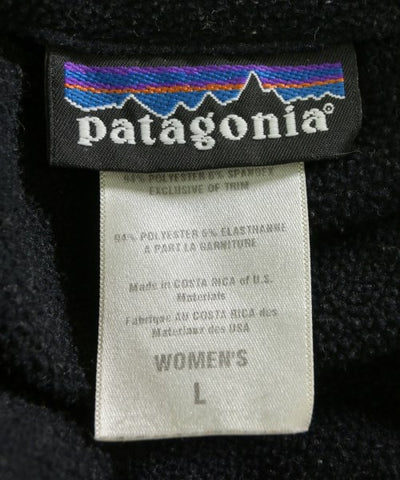 patagonia®
94% POLYESTER 6% SPANDEX
EXCLUSIVE OF TRIM
94% POLYESTER 6% ELASTHANNE
A PART LA GARNITURE
Made in COSTA RICA of U.S.
Materials
Fabrique AU COSTA RICA des
Materiaux des USA
WOMEN'S
L